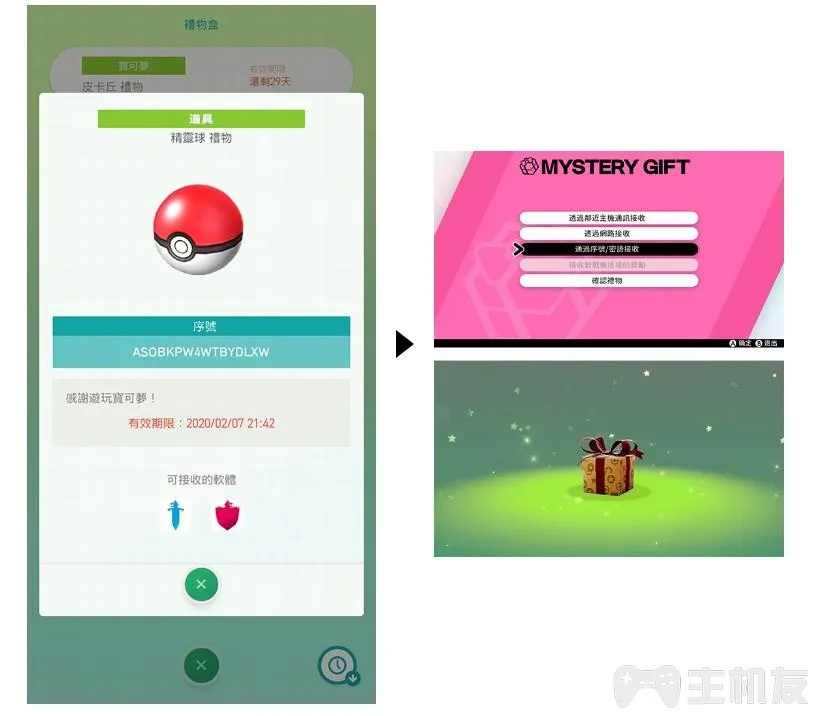 禮物盒
寶可夢
皮卡丘 禮物
有效期限
還剩29天
道具
精靈球 禮物
序號
ASOBKPW4WTBYDLXW
感謝遊玩寶可夢！
有效期限：2020/02/07 21:42
可接收的軟體
MYSTERY GIFT
透過鄰近主機通訊接收
透過網路接收
通過序號/密語接收
接收對戰競技場的獎勵
確認禮物
A 確定 B 退出
主机友